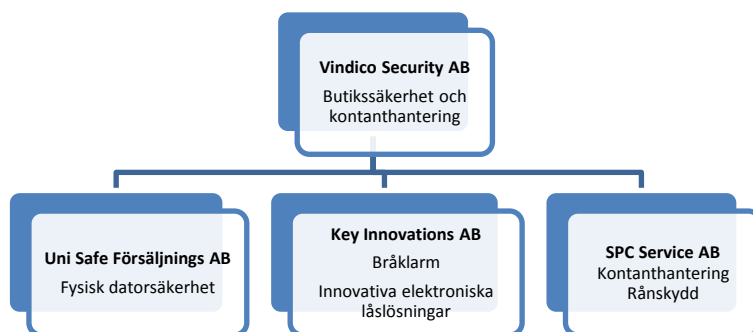 Vindico Security AB
Butikssäkerhet och
kontanthantering
Uni Safe Försäljnings AB
Fysisk datorsäkerhet
Key Innovations AB
Bråklarm
Innovativa elektroniska
låslösningar
SPC Service AB
Kontanthantering
Rånskydd